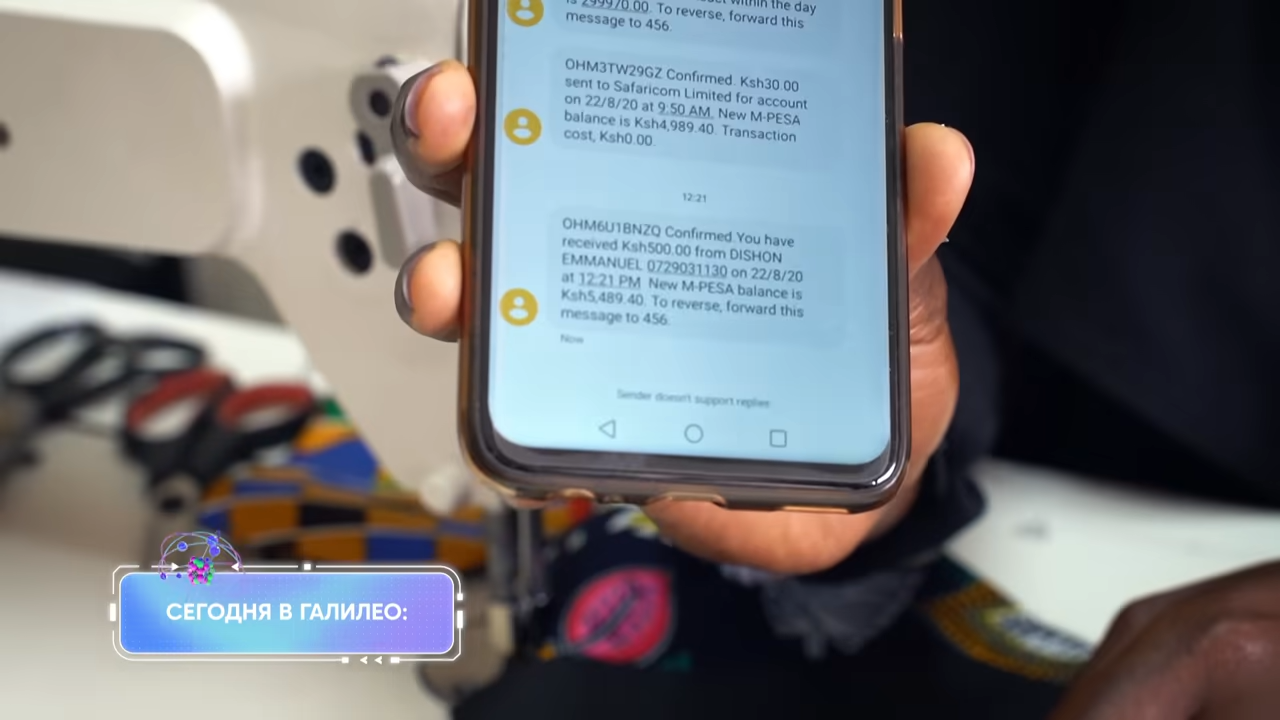 within the day
is 299970.00. To reverse, forward this
message to 456.
OHM3TW29GZ Confirmed. Ksh30.00
sent to Safaricom Limited for account
on 22/8/20 at 9:50 AM. New M-PESA
balance is Ksh4,989.40. Transaction
cost, Ksh0.00.
12:21
OHM6U1BNZQ Confirmed.You have
received Ksh500.00 from DISHON
EMMANUEL 0729031130 on 22/8/20
at 12:21 PM New M-PESA balance is
Ksh5,489.40. To reverse, forward this
message to 456.
Now
Sender doesn't support replies
СЕГОДНЯ В ГАЛИЛЕО: